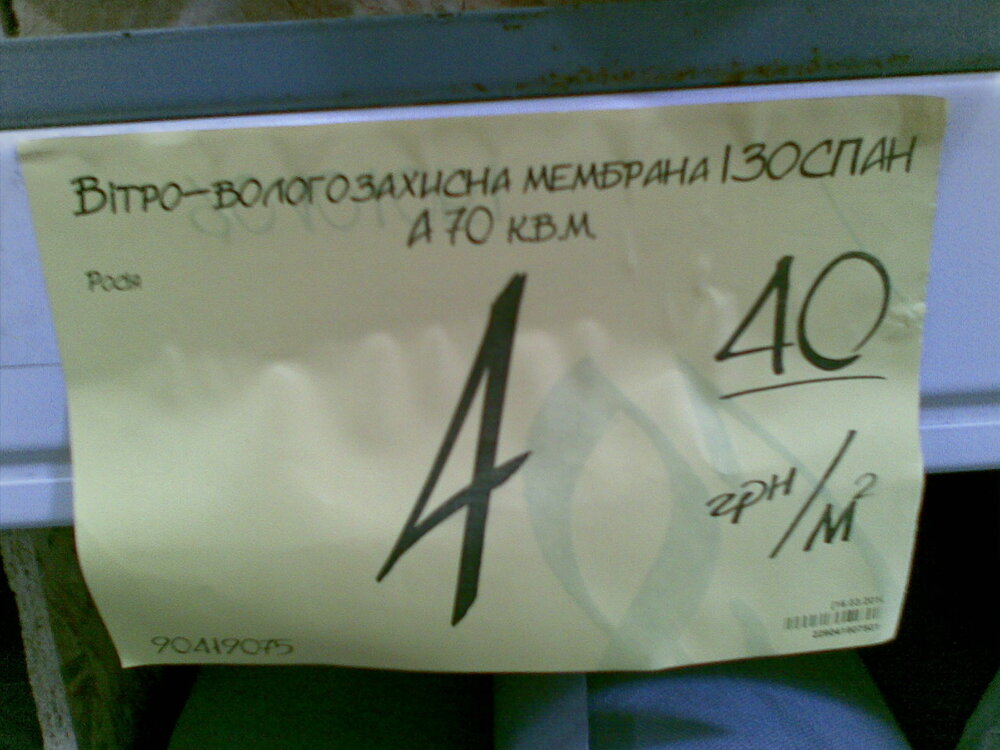 ВІТРО-ВОЛОГОЗАХИСНА МЕМБРАНА ІЗОСПАН
А 70 КВ.М
Росія
4 40
грн/м²
90419075